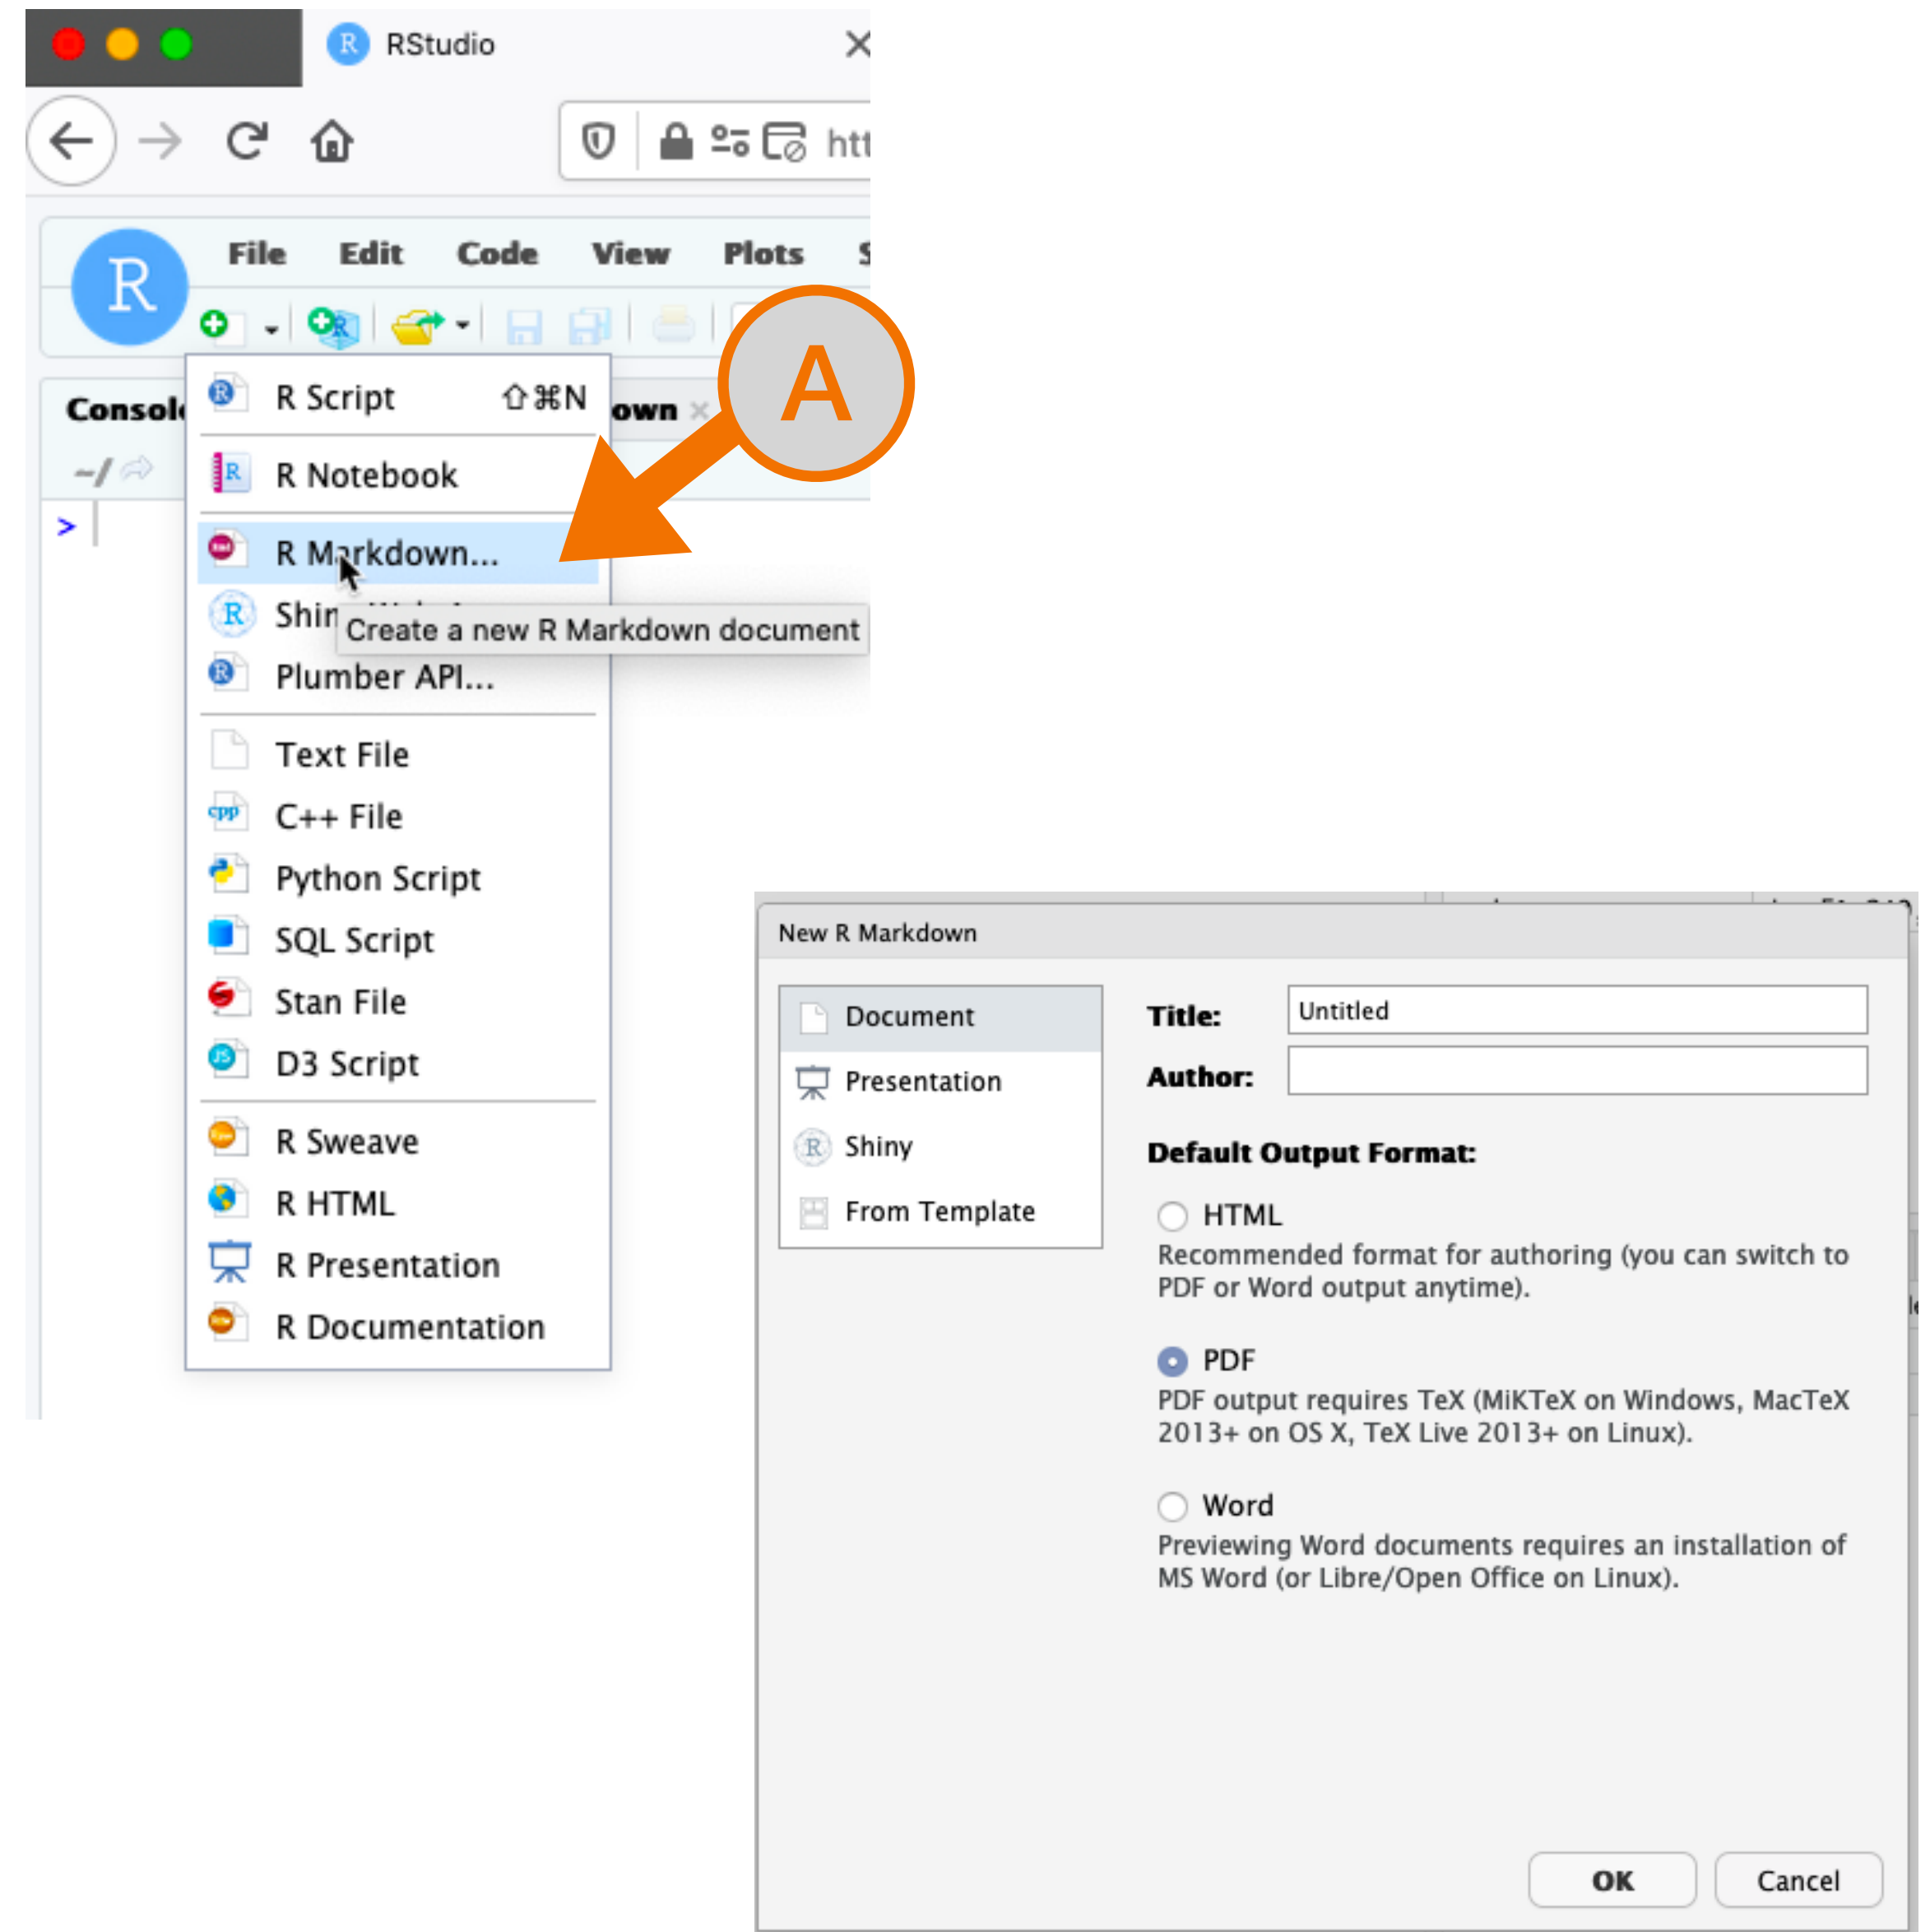 R RStudio
htt
R
File Edit Code View Plots
A
Console
own
~/
>
R Script ⇧⌘N
R Notebook
R Markdown...
Create a new R Markdown document
Plumber API...
Text File
C++ File
Python Script
SQL Script
Stan File
D3 Script
R Sweave
R HTML
R Presentation
R Documentation
New R Markdown
Document
Presentation
Shiny
From Template
Title: Untitled
Author:
Default Output Format:
HTML
Recommended format for authoring (you can switch to
PDF or Word output anytime).
PDF
PDF output requires TeX (MiKTeX on Windows, MacTeX
2013+ on OS X, TeX Live 2013+ on Linux).
Word
Previewing Word documents requires an installation of
MS Word (or Libre/Open Office on Linux).
OK Cancel